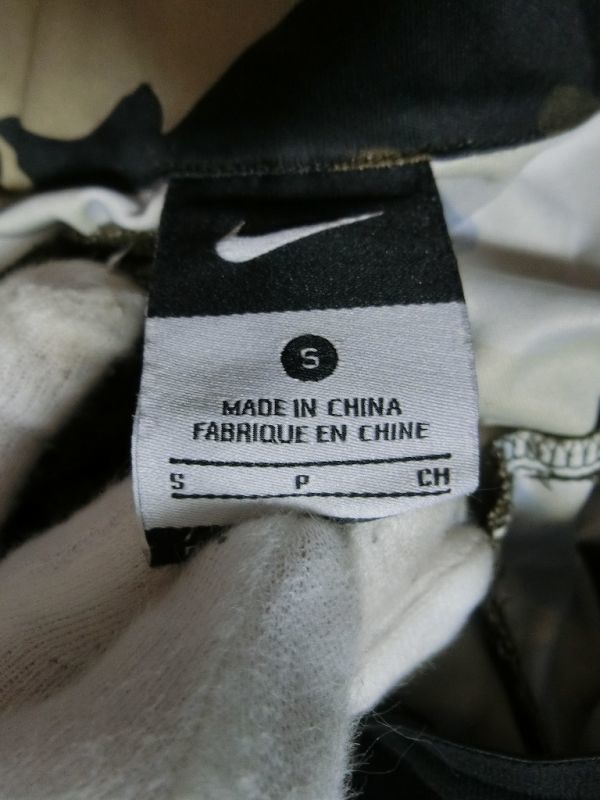 S
MADE IN CHINA
FABRIQUE EN CHINE
S P CH